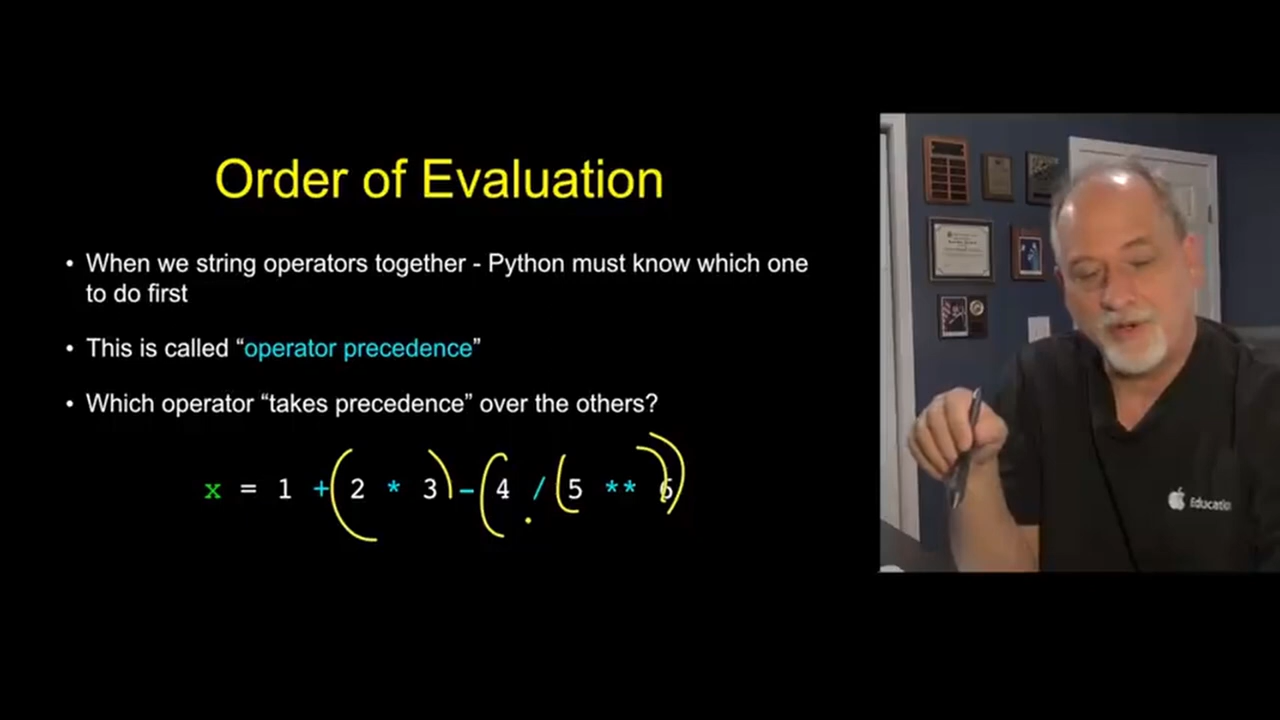 Order of Evaluation
• When we string operators together - Python must know which one
to do first
• This is called “operator precedence”
• Which operator “takes precedence” over the others?
x = 1 +(2 * 3)-(4 /(5 ** 6))
Education